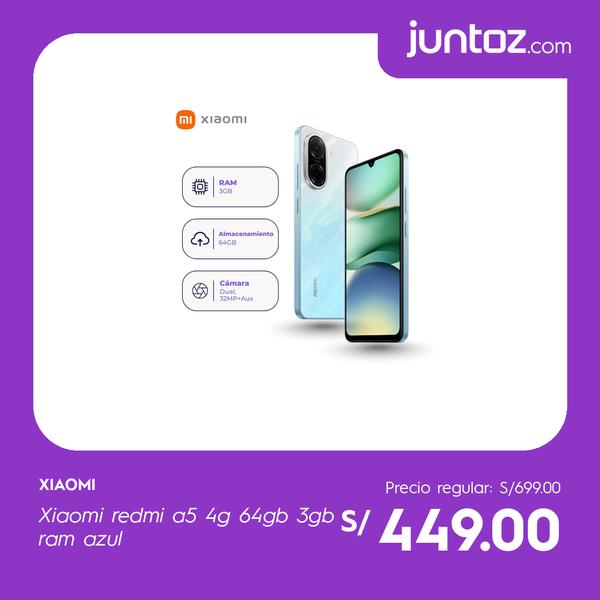 juntoz.com
mi xiaomi
RAM
3GB
Almacenamiento
64GB
Cámara
Dual,
32MP+Aux
REDMI
XIAOMI
Precio regular: S/699.00
Xiaomi redmi a5 4g 64gb 3gb
ram azul
S/ 449.00